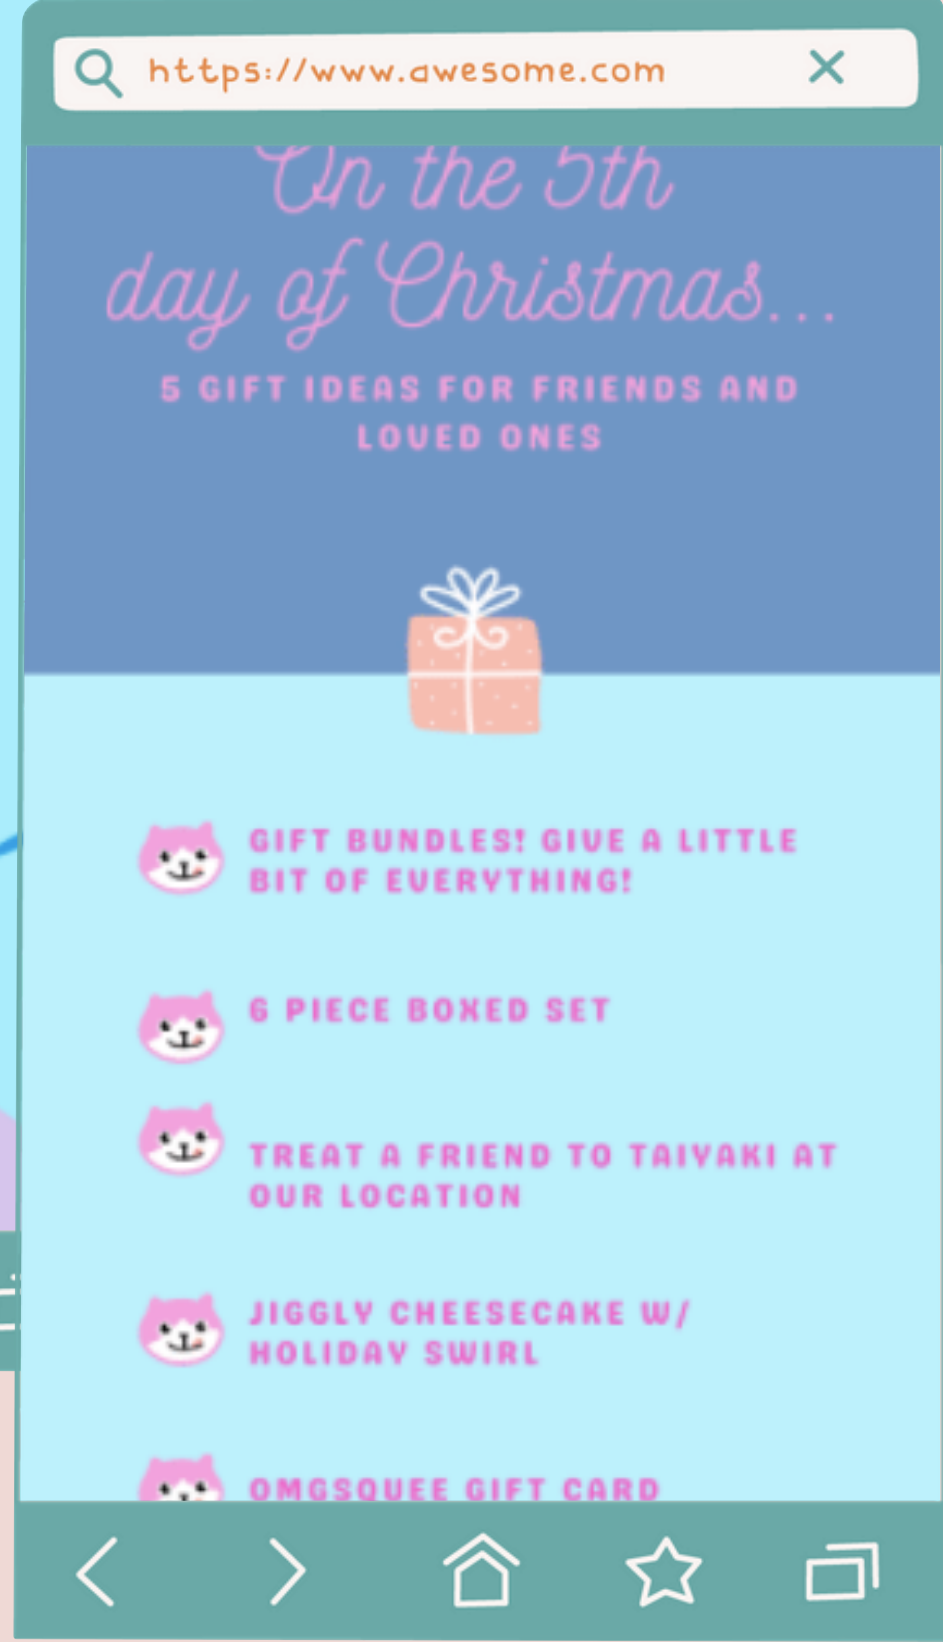 https://www.awesome.com
On the 5th
day of Christmas...
5 GIFT IDEAS FOR FRIENDS AND
LOVED ONES
GIFT BUNDLES! GIVE A LITTLE
BIT OF EVERYTHING!
6 PIECE BOXED SET
TREAT A FRIEND TO TAIYAKI AT
OUR LOCATION
JIGGLY CHEESECAKE W/
HOLIDAY SWIRL
OMGSQUEE GIFT CARD